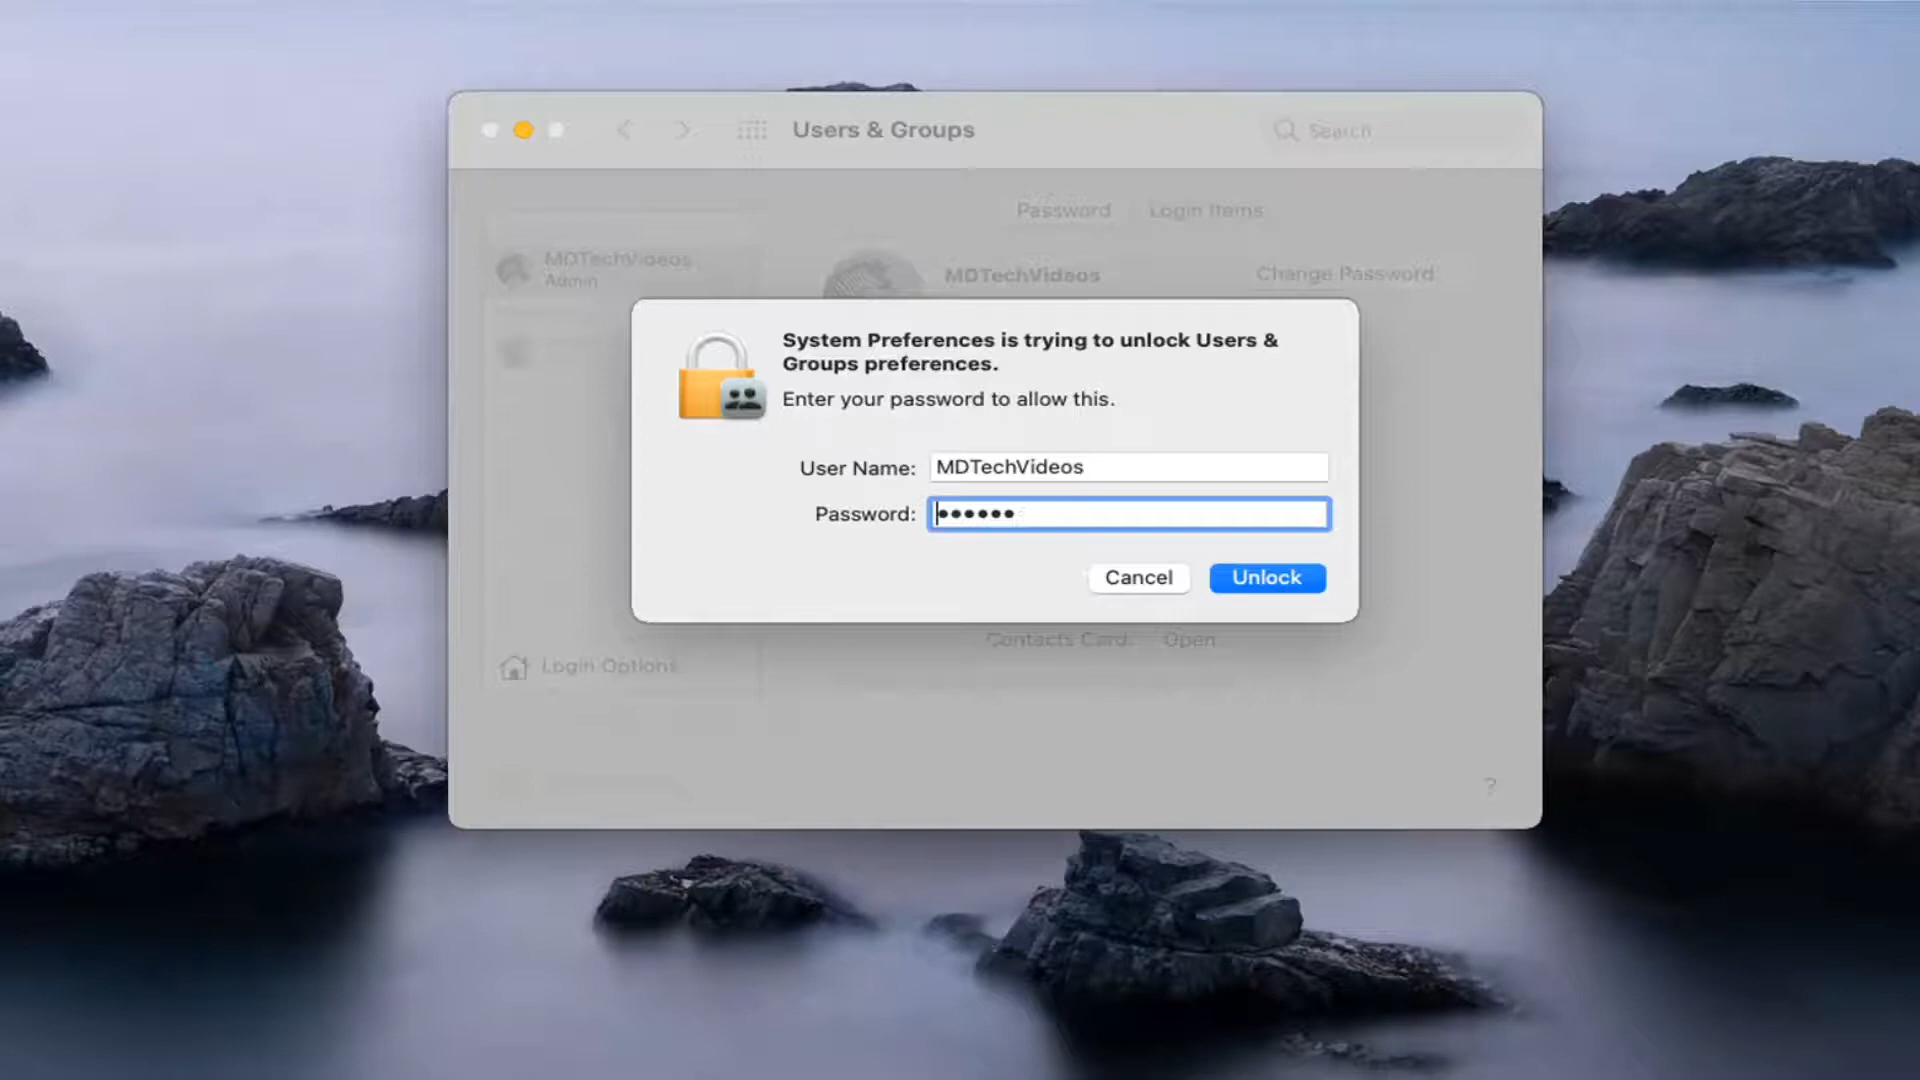 Users & Groups
Search
Password
Login Items
MDTechVideos
Admin
MDTechVideos
Change Password
System Preferences is trying to unlock Users &
Groups preferences.
Enter your password to allow this.
User Name: MDTechVideos
Password: ••••••
Cancel
Unlock
Contacts Card:
Open
Login Options
?